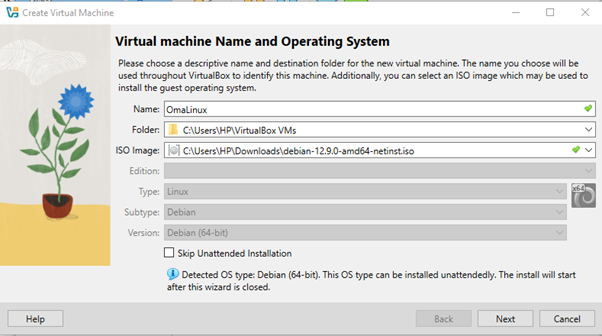 Create Virtual Machine
Virtual machine Name and Operating System
Please choose a descriptive name and destination folder for the new virtual machine. The name you choose will be
used throughout VirtualBox to identify this machine. Additionally, you can select an ISO image which may be used to
install the guest operating system.
Name: OmaLinux
Folder: C:\Users\HP\VirtualBox VMs
ISO Image: C:\Users\HP\Downloads\debian-12.9.0-amd64-netinst.iso
Edition:
Type: Linux
x64
Subtype: Debian
Version: Debian (64-bit)
Skip Unattended Installation
Detected OS type: Debian (64-bit). This OS type can be installed unattendedly. The install will start
after this wizard is closed.
Help Back Next Cancel